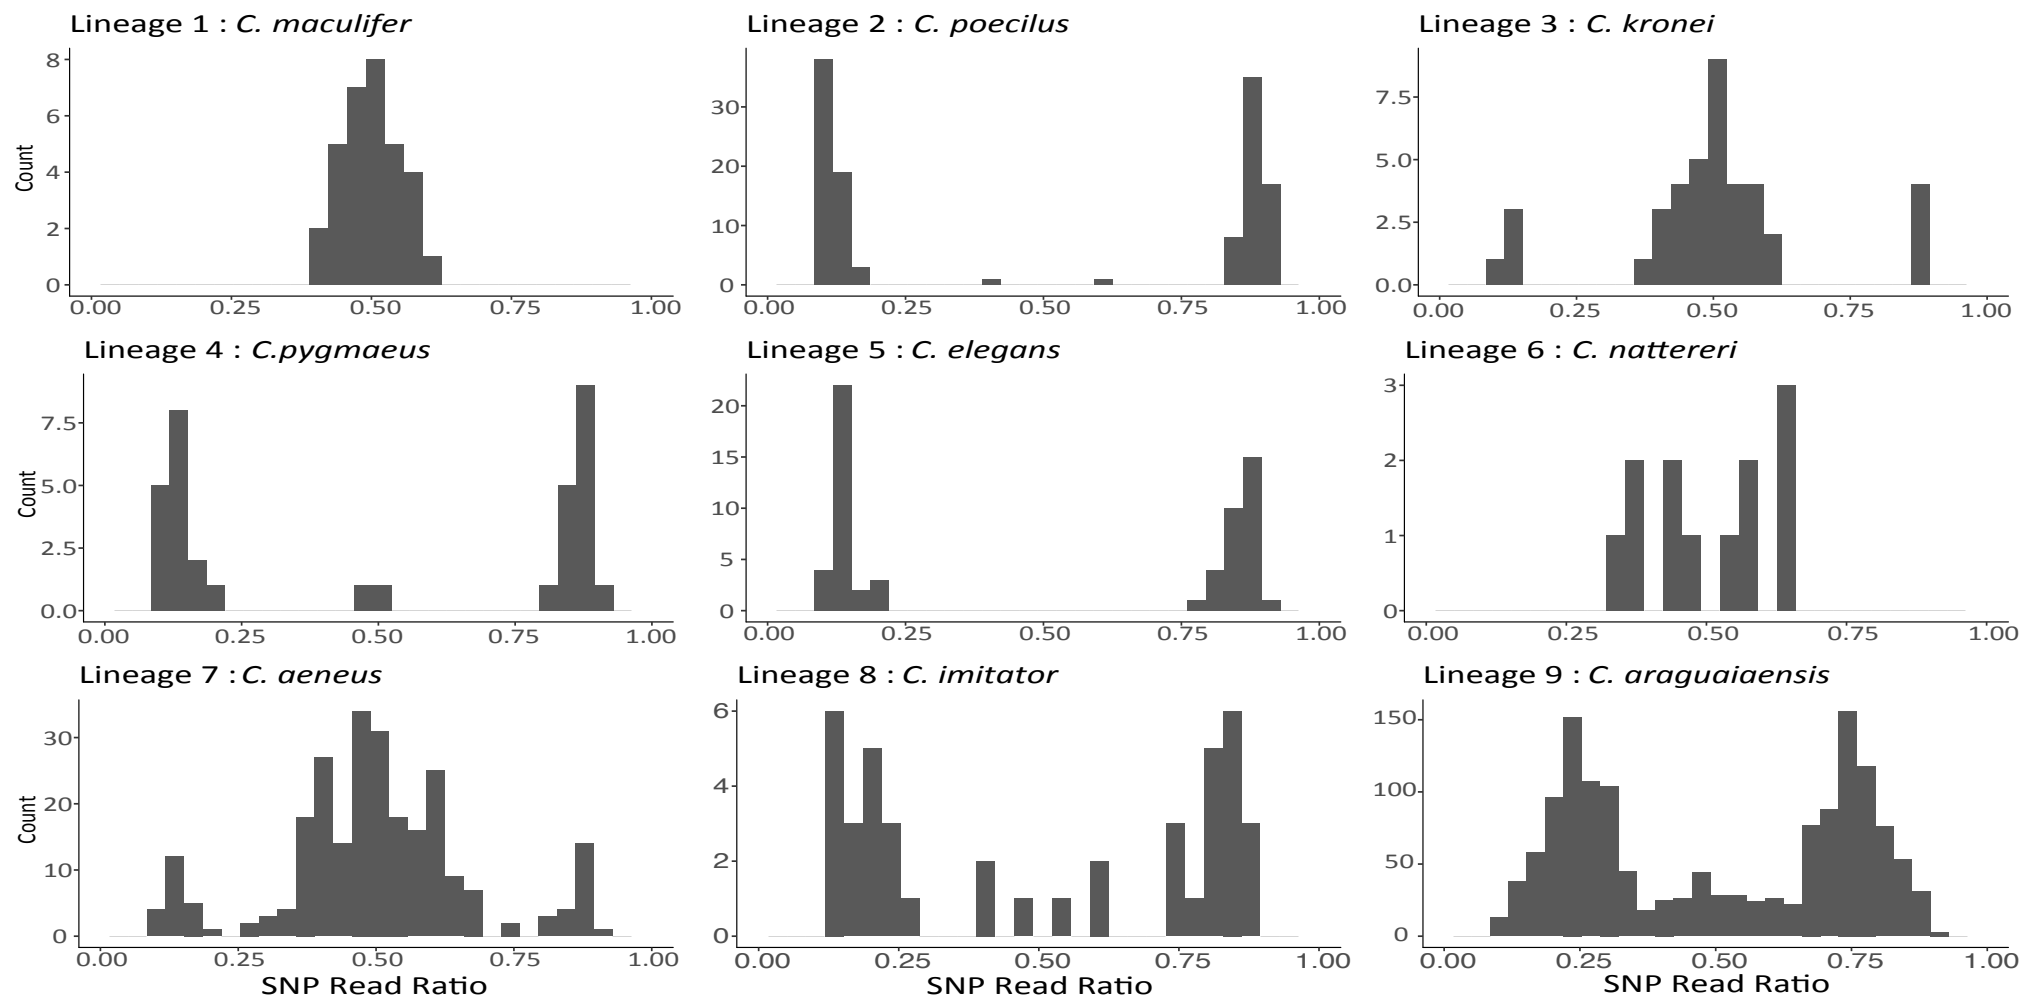 Lineage 1 : C. maculifer
Lineage 2 : C. poecilus
Lineage 3 : C. kronei
Count
8
6
4
2
0
0.00 0.25 0.50 0.75 1.00
30
20
10
0
0.00 0.25 0.50 0.75 1.00
7.5
5.0
2.5
0.0
0.00 0.25 0.50 0.75 1.00
Lineage 4 : C.pygmaeus
Lineage 5 : C. elegans
Lineage 6 : C. nattereri
Count
7.5
5.0
2.5
0.0
0.00 0.25 0.50 0.75 1.00
20
15
10
5
0
0.00 0.25 0.50 0.75 1.00
3
2
1
0
0.00 0.25 0.50 0.75 1.00
Lineage 7 : C. aeneus
Lineage 8 : C. imitator
Lineage 9 : C. araguaiaensis
Count
30
20
10
0
0.00 0.25 0.50 0.75 1.00
SNP Read Ratio
6
4
2
0
0.00 0.25 0.50 0.75 1.00
SNP Read Ratio
150
100
50
0
0.00 0.25 0.50 0.75 1.00
SNP Read Ratio